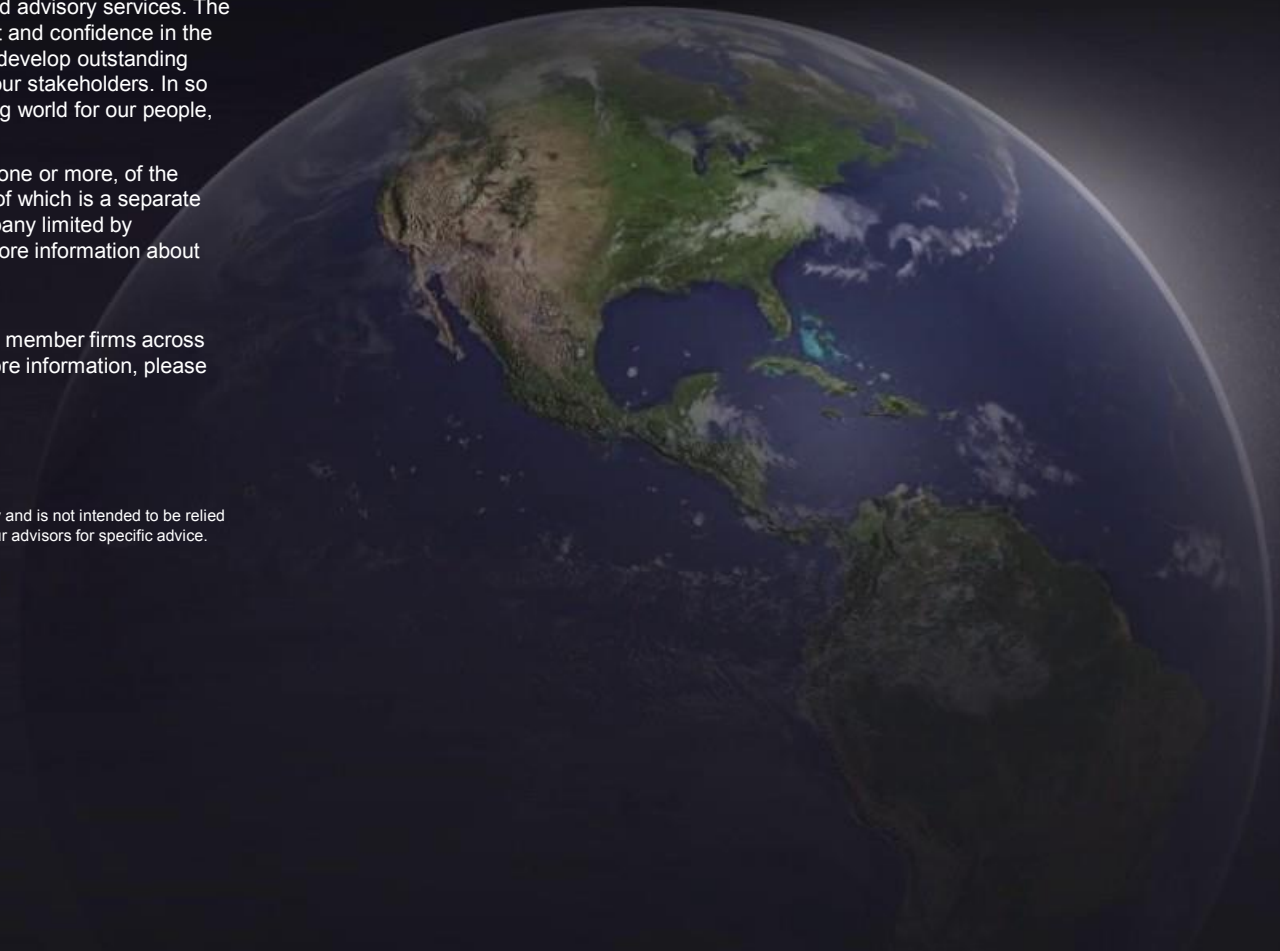 d advisory services. The
t and confidence in the
develop outstanding
our stakeholders. In so
g world for our people,
one or more, of the
of which is a separate
pany limited by
ore information about
member firms across
ore information, please
y and is not intended to be relied
ur advisors for specific advice.